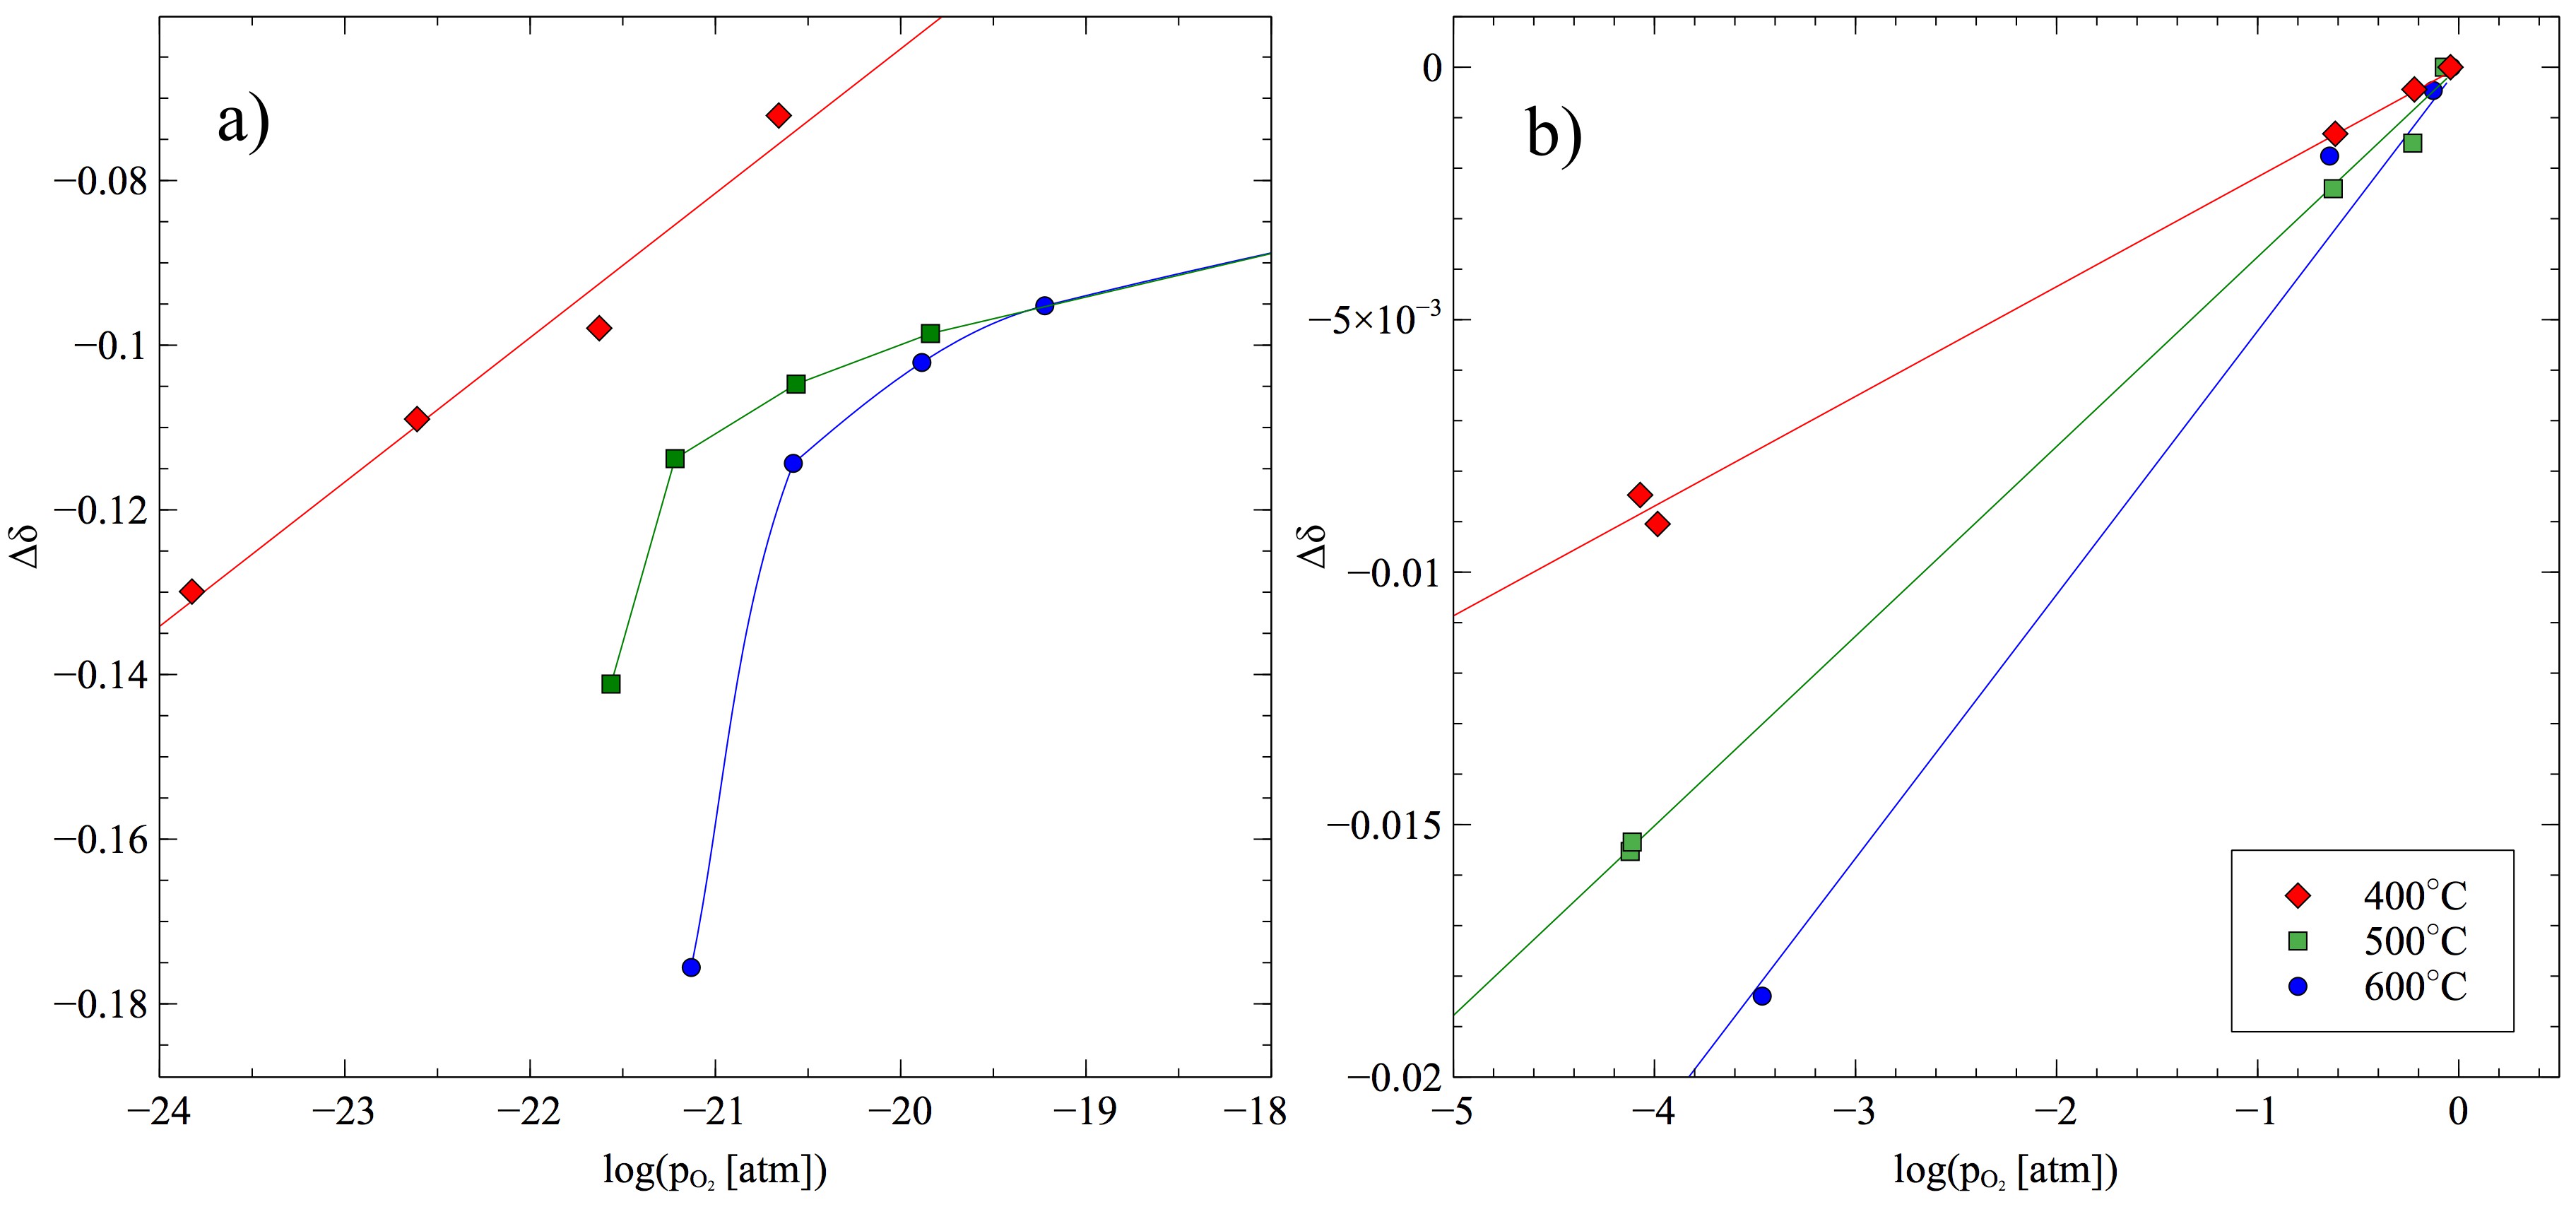 a)
−0.08
−0.1
−0.12
−0.14
−0.16
−0.18
Δδ
−24 −23 −22 −21 −20 −19 −18
log(pO₂ [atm])
b)
0
−5×10⁻³
−0.01
−0.015
−0.02
Δδ
400°C
500°C
600°C
−5 −4 −3 −2 −1 0
log(pO₂ [atm])